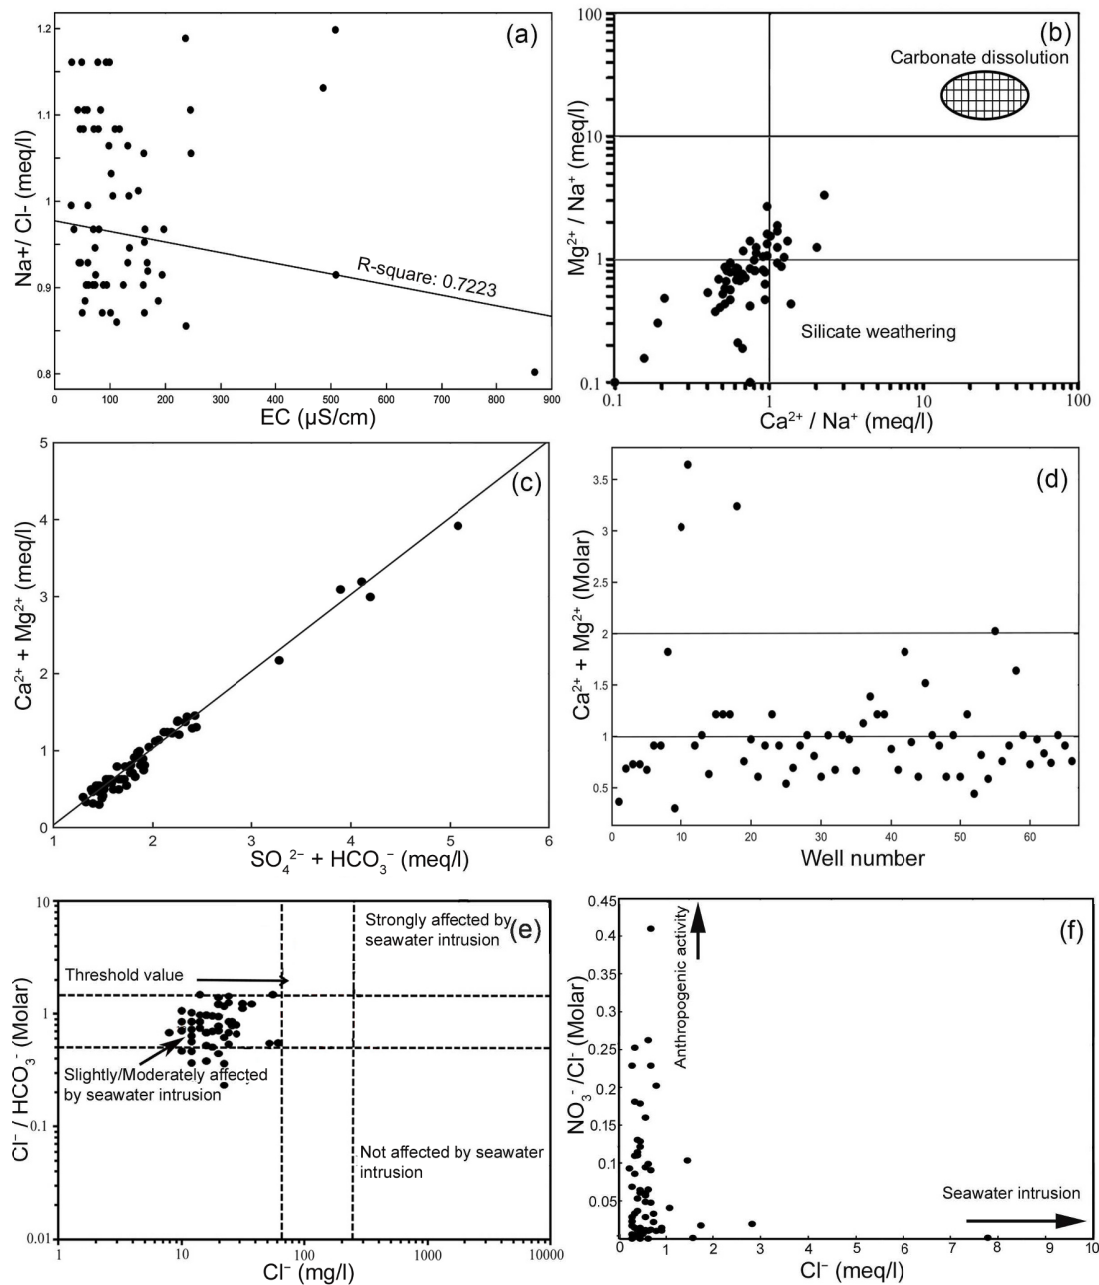 (a)
1.2
1.1
1
0.9
0.8
Na+/ Cl- (meq/l)
R-square: 0.7223
0 100 200 300 400 500 600 700 800 900
EC (µS/cm)
(b)
Carbonate dissolution
100
10
1
0.1
Mg²⁺ / Na⁺ (meq/l)
Silicate weathering
0.1 1 10 100
Ca²⁺ / Na⁺ (meq/l)
(c)
5
4
3
2
1
0
Ca²⁺ + Mg²⁺ (meq/l)
1 2 3 4 5 6
SO₄²⁻ + HCO₃⁻ (meq/l)
(d)
3.5
3
2.5
2
1.5
1
0.5
Ca²⁺ + Mg²⁺ (Molar)
0 10 20 30 40 50 60
Well number
(e)
10
1
0.1
0.01
Cl⁻ / HCO₃⁻ (Molar)
Strongly affected by
seawater intrusion
Threshold value
Slightly/Moderately affected
by seawater intrusion
Not affected by seawater
intrusion
1 10 100 1000 10000
Cl⁻ (mg/l)
(f)
0.45
0.4
0.35
0.3
0.25
0.2
0.15
0.1
0.05
NO₃⁻/Cl⁻ (Molar)
Anthropogenic activity
Seawater intrusion
0 1 2 3 4 5 6 7 8 9 10
Cl⁻ (meq/l)